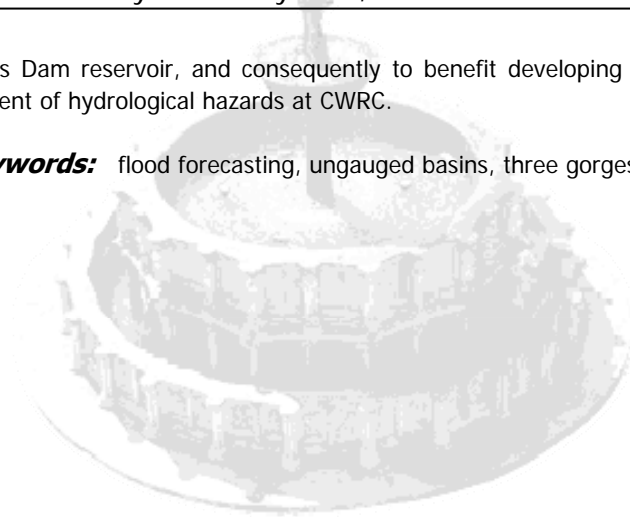 s Dam reservoir, and consequently to benefit developing
ent of hydrological hazards at CWRC.
ywords: flood forecasting, ungauged basins, three gorges